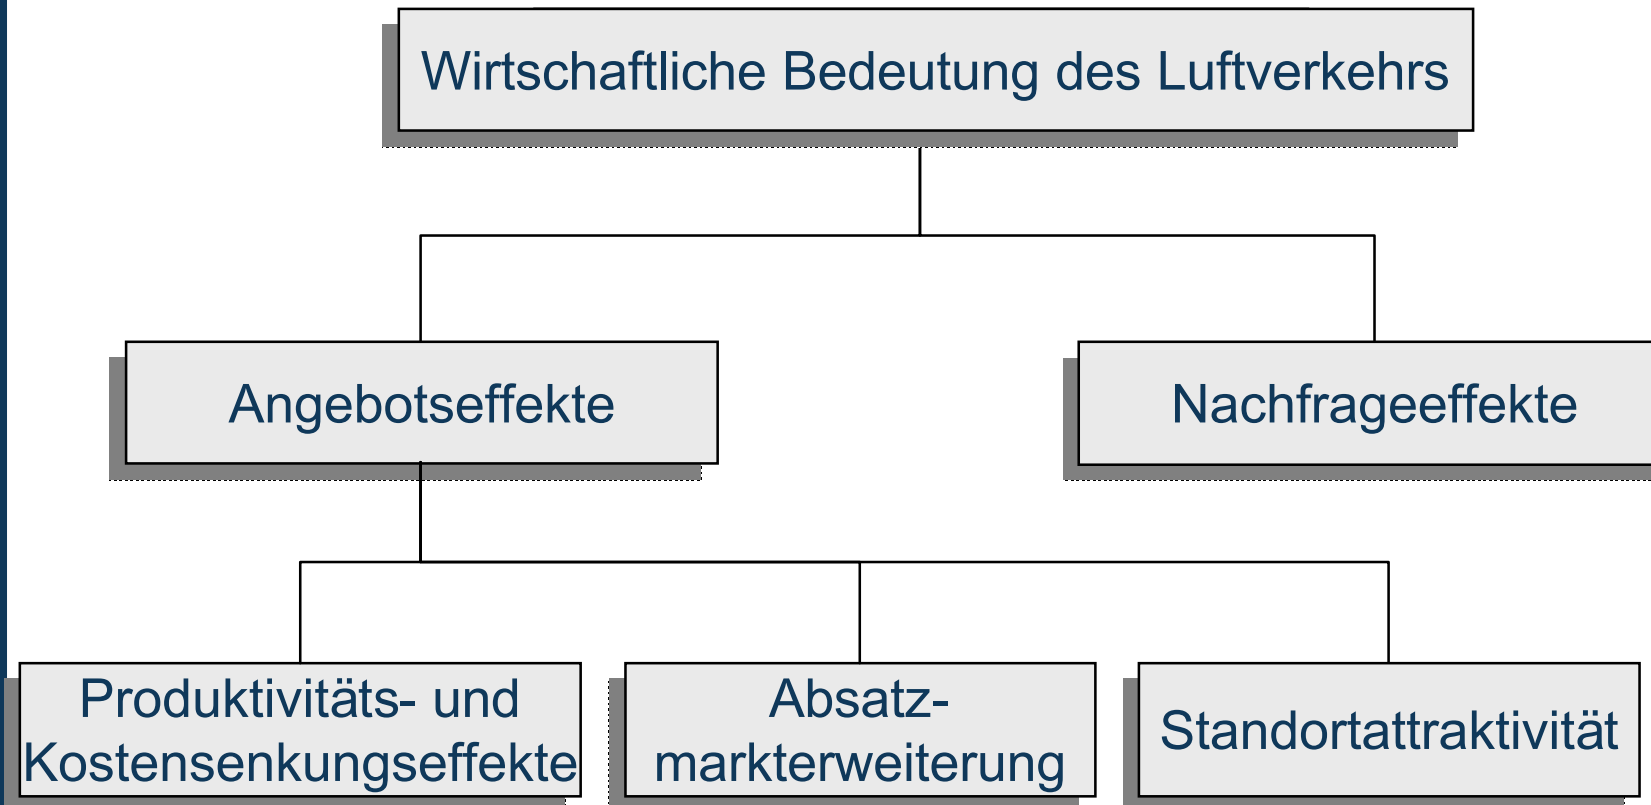 Wirtschaftliche Bedeutung des Luftverkehrs
Angebotseffekte
Nachfrageeffekte
Produktivitäts- und
Kostensenkungseffekte
Absatz-
markterweiterung
Standortattraktivität